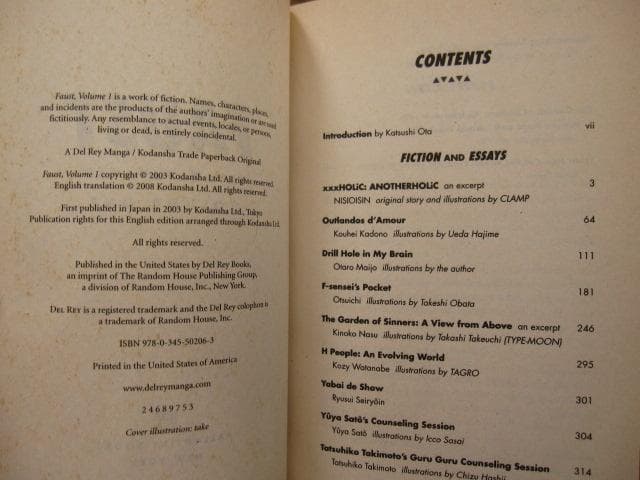 Faust, Volume 1 is a work of fiction. Names, characters, places,
and incidents are the products of the authors' imagination or are used
fictitiously. Any resemblance to actual events, locales, or persons,
living or dead, is entirely coincidental.
A Del Rey Manga / Kodansha Trade Paperback Original
Faust, Volume 1 copyright © 2003 Kodansha Ltd. All rights reserved.
English translation © 2008 Kodansha Ltd. All rights reserved.
First published in Japan in 2003 by Kodansha Ltd., Tokyo
Publication rights for this English edition arranged through Kodansha Ltd.
All rights reserved.
Published in the United States by Del Rey Books,
an imprint of The Random House Publishing Group,
a division of Random House, Inc., New York.
DEL REY is a registered trademark and the Del Rey colophon is
a trademark of Random House, Inc.
ISBN 978-0-345-50206-3
Printed in the United States of America
www.delreymanga.com
2 4 6 8 9 7 5 3
Cover illustration: take
CONTENTS
▲▼▲▼▲
Introduction by Katsushi Ota vii
FICTION AND ESSAYS
xxxHOLiC: ANOTHERHOLiC an excerpt 3
NISIOISIN original story and illustrations by CLAMP
Outlandos d'Amour 64
Kouhei Kadono illustrations by Ueda Hajime
Drill Hole in My Brain 111
Otaro Maijo illustrations by the author
F-sensei's Pocket 181
Otsuichi illustrations by Takeshi Obata
The Garden of Sinners: A View from Above an excerpt 246
Kinoko Nasu illustrations by Takashi Takeuchi (TYPE-MOON)
H People: An Evolving World 295
Kozy Watanabe illustrations by TAGRO
Yabai de Show 301
Ryusui Seiryōin
Yūya Satō's Counseling Session 304
Yūya Satō illustrations by Icco Sasai
Tatsuhiko Takimoto's Guru Guru Counseling Session 314
Tatsuhiko Takimoto illustrations by Chizu Hashii